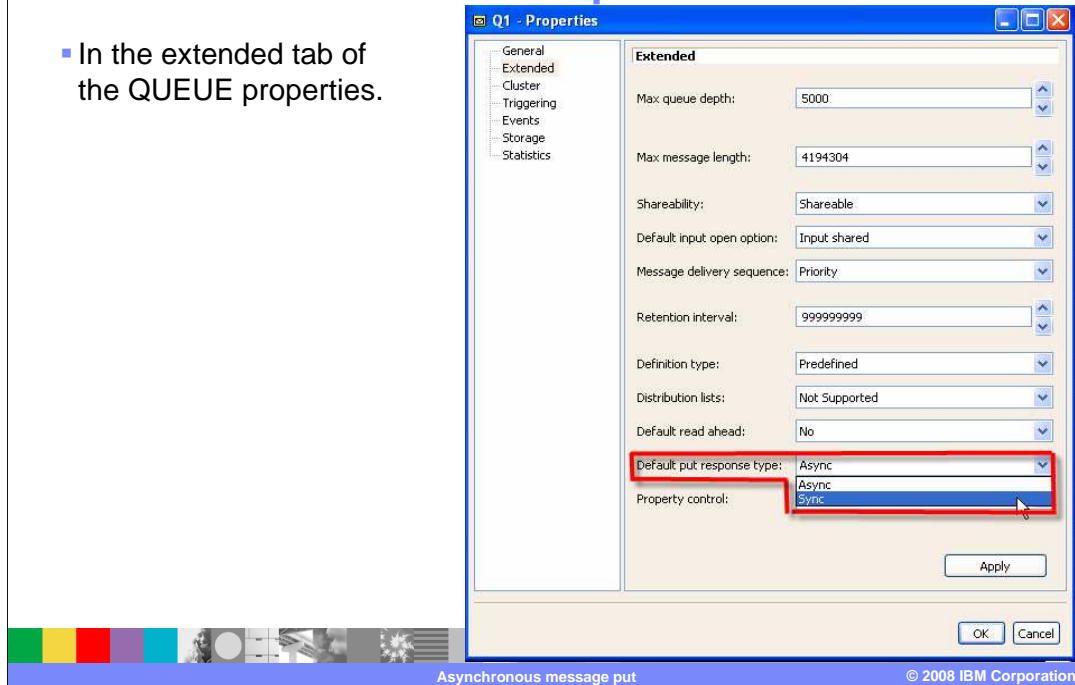 In the extended tab of
the QUEUE properties.
Q1 - Properties
General
Extended
Cluster
Triggering
Events
Storage
Statistics
Extended
Max queue depth: 5000
Max message length: 4194304
Shareability: Shareable
Default input open option: Input shared
Message delivery sequence: Priority
Retention interval: 999999999
Definition type: Predefined
Distribution lists: Not Supported
Default read ahead: No
Default put response type: Async
Async
Sync
Property control:
Apply
OK Cancel
Asynchronous message put © 2008 IBM Corporation